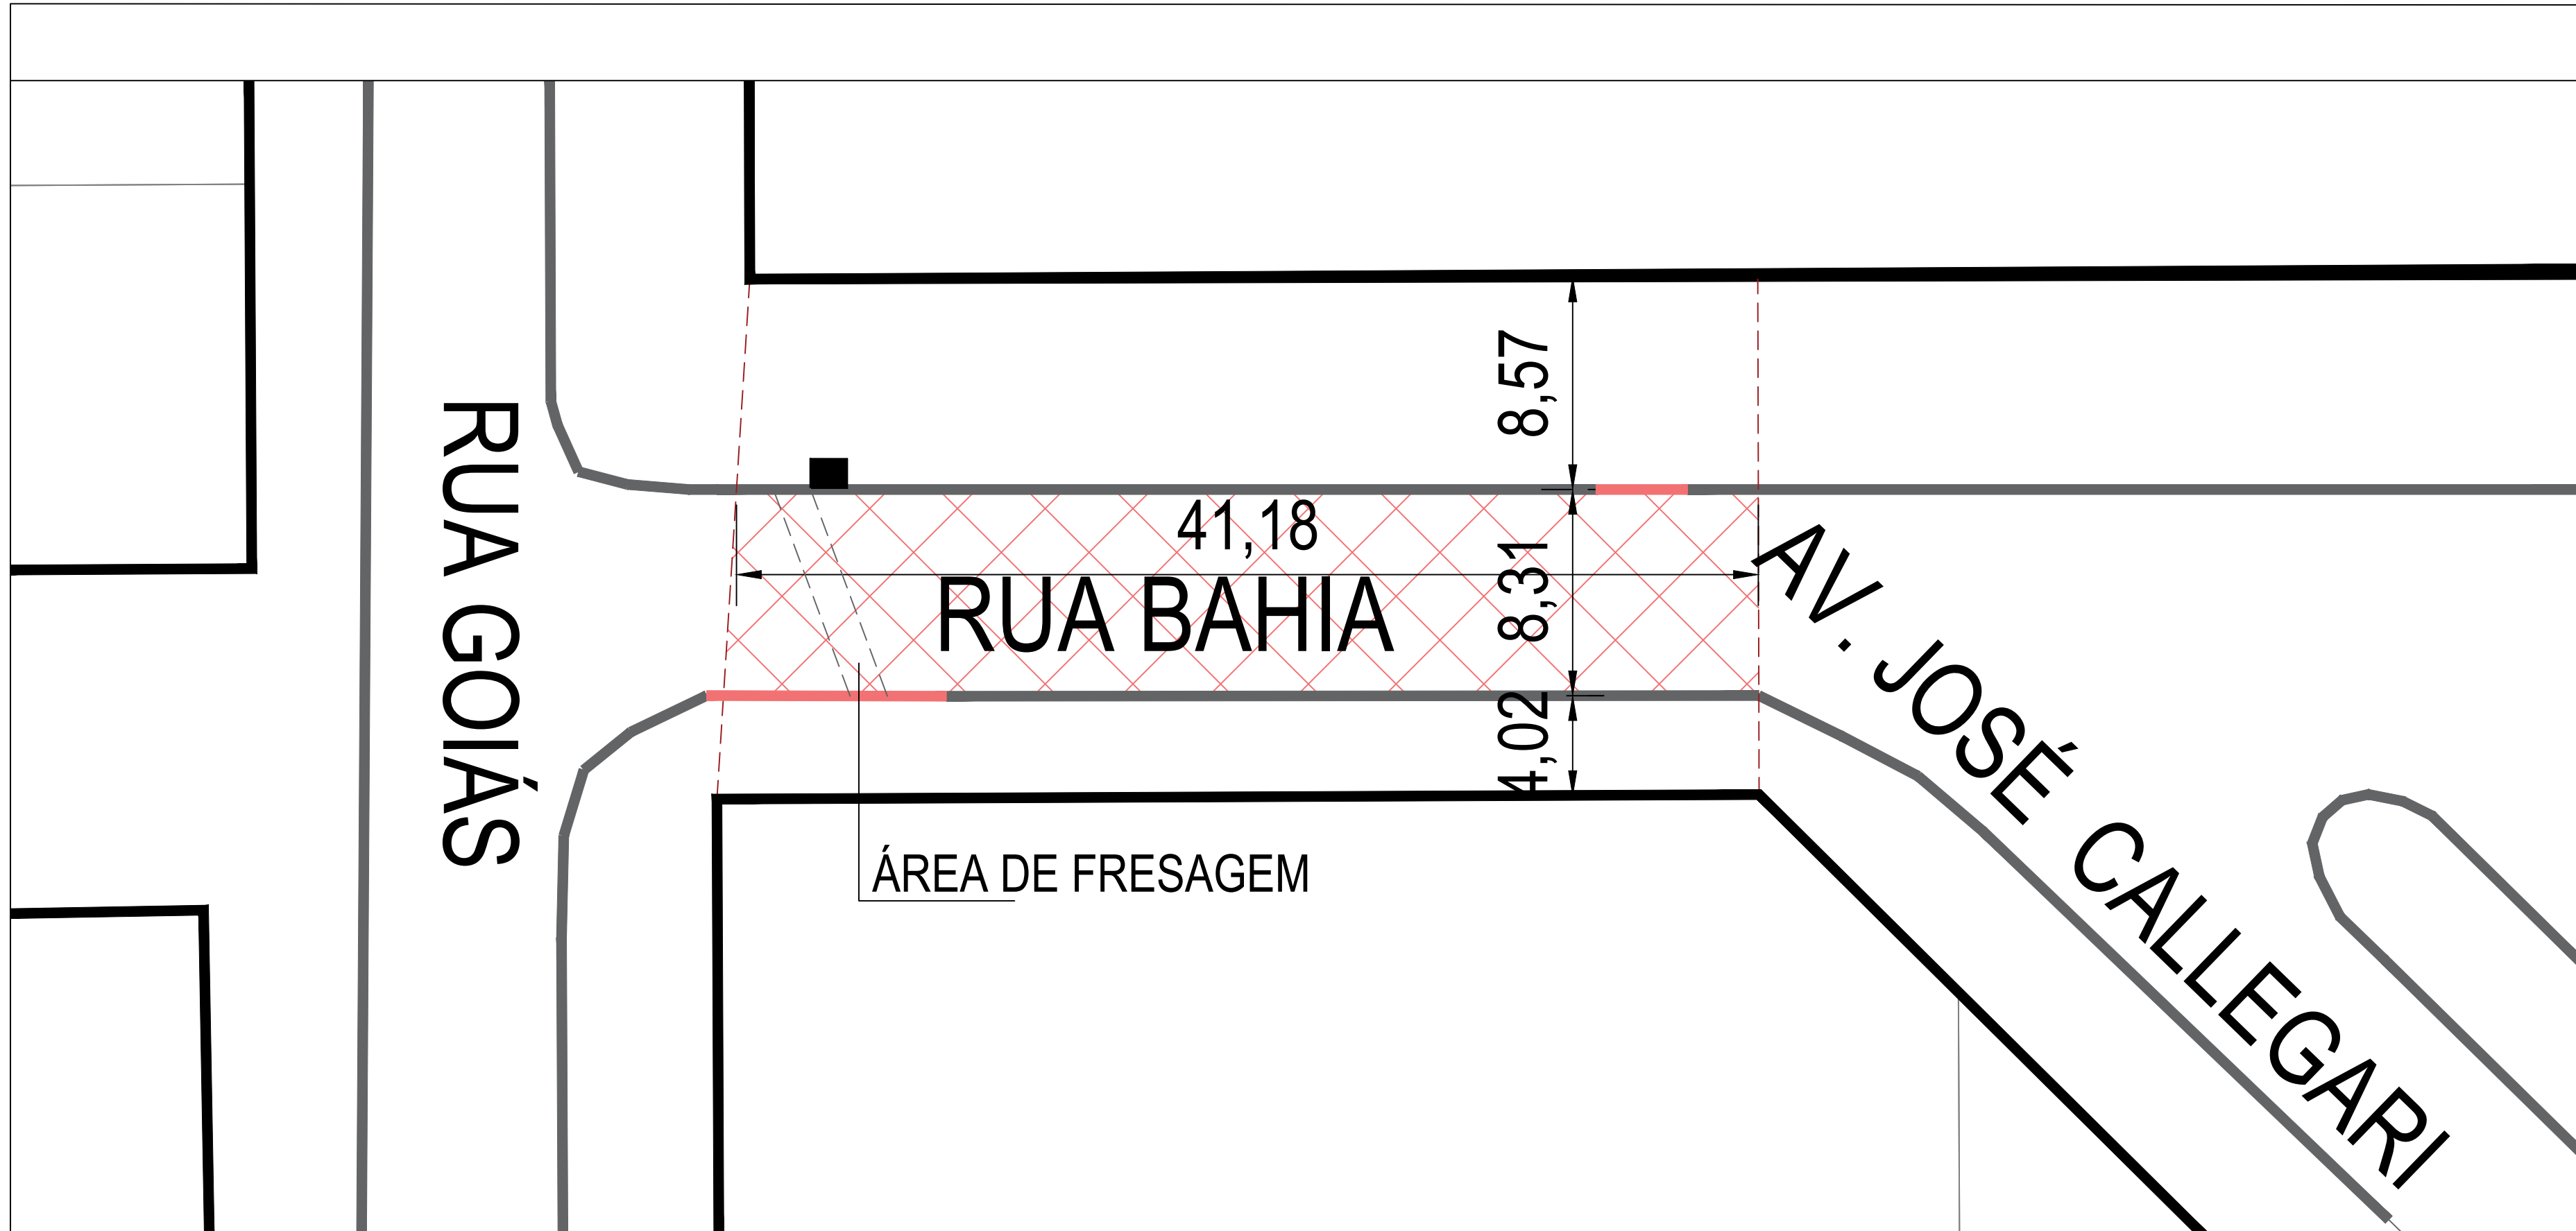 8,57
RUA GOIÁS
41,18
8,31
RUA BAHIA
AV. JOSÉ CALLEGARI
4,02
ÁREA DE FRESAGEM